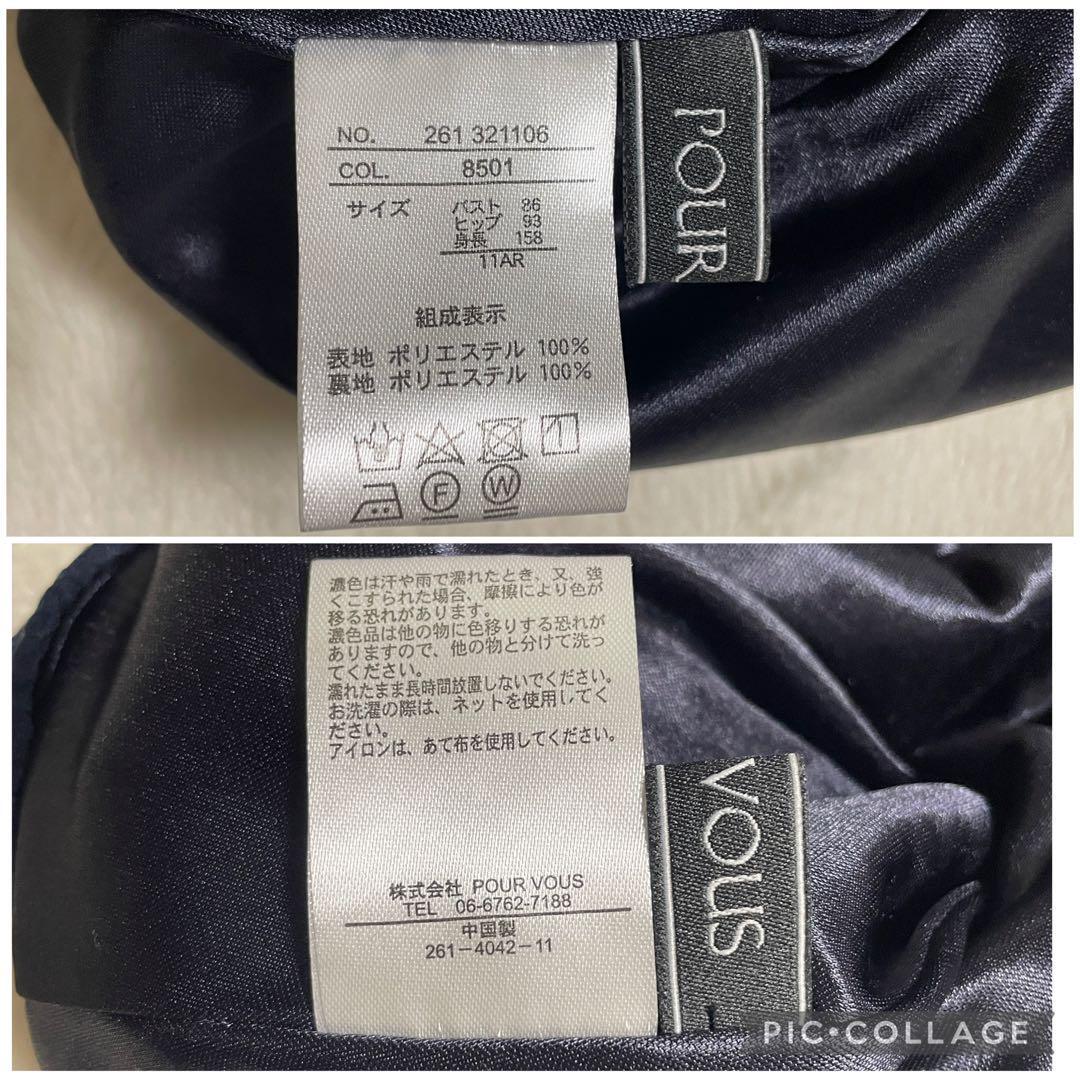 NO. 261 321106
COL. 8501
サイズ バスト 86
ヒップ 93
身長 158
11AR
組成表示
表地 ポリエステル 100%
裏地 ポリエステル 100%
F
W
POUR
濃色は汗や雨で濡れたとき、又、強
くこすられた場合、摩擦により色が
移る恐れがあります。
濃色品は他の物に色移りする恐れが
ありますので、他の物と分けて洗っ
てください。
濡れたまま長時間放置しないでください。
お洗濯の際は、ネットを使用してく
ださい。
アイロンは、あて布を使用してください。
株式会社 POUR VOUS
TEL 06-6762-7188
中国製
261-4042-11
VOUS
PIC•COLLAGE